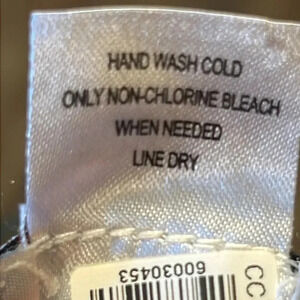 HAND WASH COLD
ONLY NON-CHLORINE BLEACH
WHEN NEEDED
LINE DRY
60030453
CC